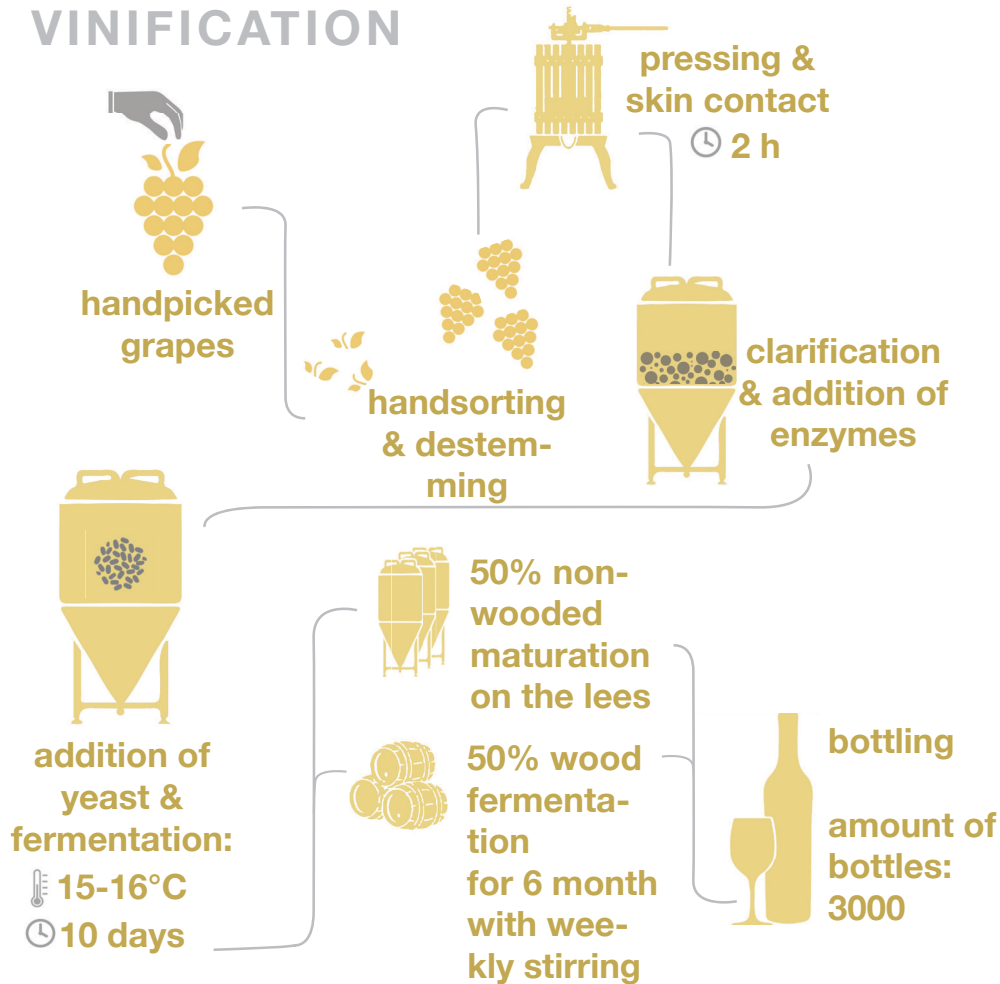 VINIFICATION
handpicked
grapes
handsorting
& destem-
ming
pressing &
skin contact
2 h
clarification
& addition of
enzymes
addition of
yeast &
fermentation:
15-16°C
10 days
50% non-
wooded
maturation
on the lees
50% wood
fermenta-
tion
for 6 month
with wee-
kly stirring
bottling
amount of
bottles:
3000